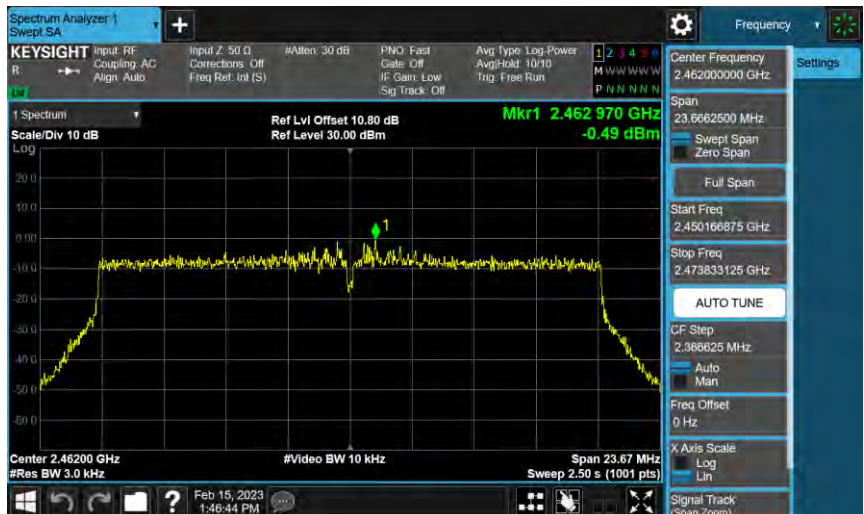 Spectrum Analyzer 1
Swept SA
Frequency
KEYSIGHT
R
Input: RF
Coupling: AC
Align: Auto
Input Z: 50 Ω
Corrections: Off
Freq Ref: Int (S)
#Atten: 30 dB
PNO: Fast
Gate: Off
IF Gain: Low
Sig Track: Off
Avg Type: Log-Power
Avg|Hold: 10/10
Trig: Free Run
1 2 3 4 5 6
M W W W W W
P N N N N N
1 Spectrum
Scale/Div 10 dB
Log
Ref Lvl Offset 10.80 dB
Ref Level 30.00 dBm
Mkr1 2.462 970 GHz
-0.49 dBm
20.0
10.0
0.00
-10.0
-20.0
-30.0
-40.0
-50.0
-60.0
1
Center 2.46200 GHz
#Res BW 3.0 kHz
#Video BW 10 kHz
Span 23.67 MHz
Sweep 2.50 s (1001 pts)
Center Frequency
2.462000000 GHz
Settings
Span
23.6662500 MHz
Swept Span
Zero Span
Full Span
Start Freq
2.450166875 GHz
Stop Freq
2.473833125 GHz
AUTO TUNE
CF Step
2.366625 MHz
Auto
Man
Freq Offset
0 Hz
X Axis Scale
Log
Lin
Signal Track
(Span Zoom)
?
Feb 15, 2023
1:46:44 PM